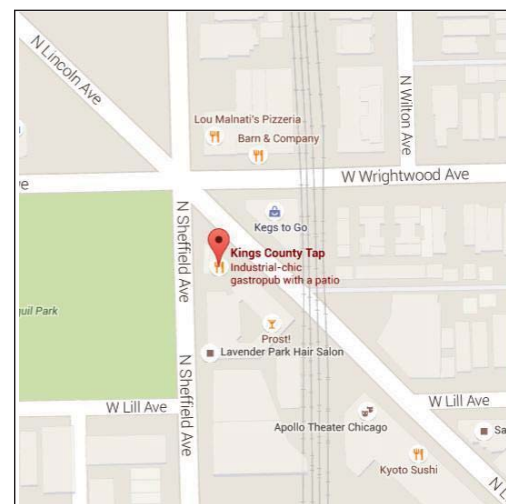 N Lincoln Ave
N Wilton Ave
Lou Malnati's Pizzeria
Barn & Company
W Wrightwood Ave
ve
N Sheffield Ave
Kegs to Go
Kings County Tap
Industrial-chic
gastropub with a patio
guil Park
Prost!
Lavender Park Hair Salon
N Sheffield Ave
W Lill Ave
W Lill Ave
Apollo Theater Chicago
Sa
Kyoto Sushi
N L